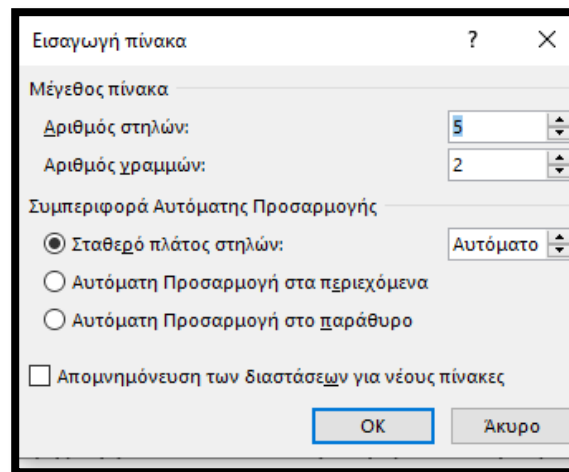 Εισαγωγή πίνακα ? ×
Μέγεθος πίνακα
Αριθμός στηλών: 5
Αριθμός γραμμών: 2
Συμπεριφορά Αυτόματης Προσαρμογής
Σταθερό πλάτος στηλών: Αυτόματο
Αυτόματη Προσαρμογή στα περιεχόμενα
Αυτόματη Προσαρμογή στο παράθυρο
Απομνημόνευση των διαστάσεων για νέους πίνακες
OK Άκυρο